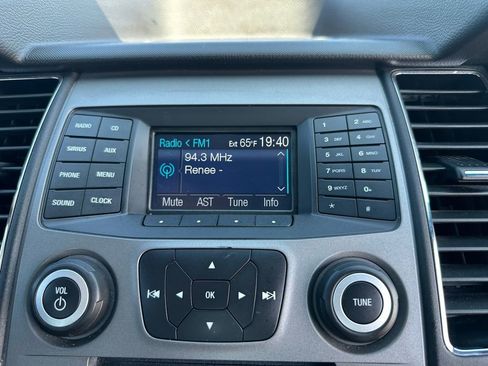 RADIO CD
SIRIUS AUX
PHONE MENU
SOUND CLOCK
Radio < FM1 Ext 65°F 19:40
94.3 MHz
Renee -
Mute AST Tune Info
1 2 ABC
3 DEF 4 GHI
5 JKL 6 MNO
7 PQRS 8 TUV
9 WXYZ 0
* #
VOL
OK
TUNE